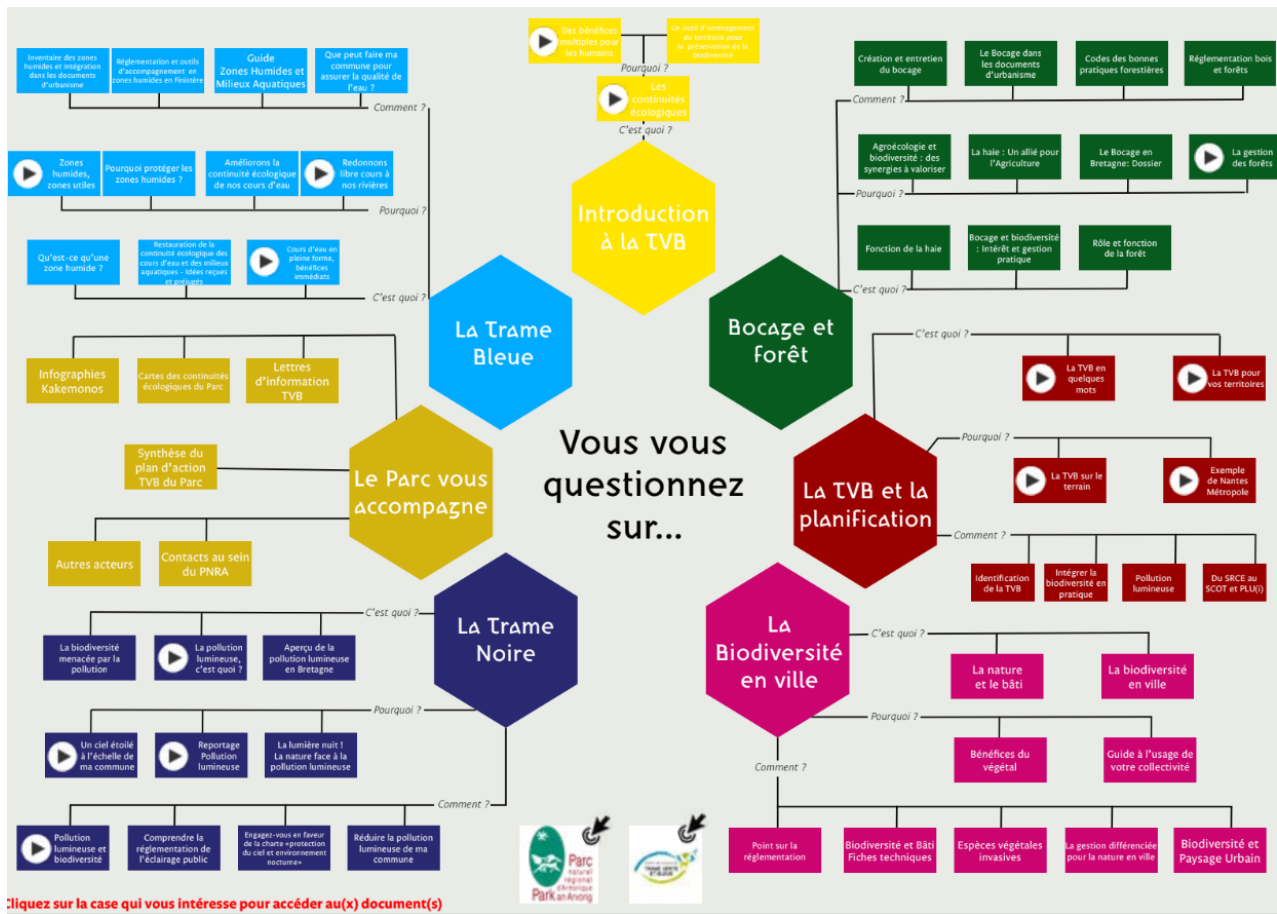 Des bénéfices
multiples pour
les humains
Un outil d'aménagement
du territoire pour
la préservation de la
biodiversité
Pourquoi ?
Les
continuités
écologiques
C'est quoi ?
Introduction
à la TVB
Inventaire des zones
humides et intégration
dans les documents
d'urbanisme
Réglementation et outils
d'accompagnement en
zones humides en Finistère
Guide
Zones Humides et
Milieux Aquatiques
Que peut faire ma
commune pour
assurer la qualité de
l'eau ?
Comment ?
Zones
humides,
zones utiles
Pourquoi protéger les
zones humides ?
Améliorons la
continuité écologique
de nos cours d'eau
Redonnons
libre cours à
nos rivières
Pourquoi ?
Qu'est-ce qu'une
zone humide ?
Restauration de la
continuité écologique des
cours d'eau et des milieux
aquatiques - Idées reçues
et préjugés
Cours d'eau en
pleine forme,
bénéfices
immédiats
C'est quoi ?
La Trame
Bleue
Création et entretien
du bocage
Le Bocage dans
les documents
d'urbanisme
Codes des bonnes
pratiques forestières
Réglementation bois
et forêts
Comment ?
Agroécologie et
biodiversité : des
synergies à valoriser
La haie : Un allié pour
l'Agriculture
Le Bocage en
Bretagne: Dossier
La gestion
des forêts
Pourquoi ?
Fonction de la haie
Bocage et biodiversité
: Intérêt et gestion
pratique
Rôle et fonction
de la forêt
C'est quoi ?
Bocage et
forêt
Infographies
Kakemonos
Cartes des continuités
écologiques du Parc
Lettres
d'information
TVB
Synthèse du
plan d'action
TVB du Parc
Autres acteurs
Contacts au sein
du PNRA
Le Parc vous
accompagne
Vous vous
questionnez
sur...
C'est quoi ?
La TVB en
quelques
mots
La TVB pour
vos territoires
Pourquoi ?
La TVB sur le
terrain
Exemple
de Nantes
Métropole
Comment ?
Identification
de la TVB
Intégrer la
biodiversité en
pratique
Pollution
lumineuse
Du SRCE au
SCOT et PLU(i)
La TVB et la
planification
C'est quoi ?
La biodiversité
menacée par la
pollution
La pollution
lumineuse,
c'est quoi ?
Aperçu de la
pollution lumineuse
en Bretagne
Pourquoi ?
Un ciel étoilé
à l'échelle de
ma commune
Reportage
Pollution
lumineuse
La lumière nuit !
La nature face à la
pollution lumineuse
Comment ?
Pollution
lumineuse et
biodiversité
Comprendre la
réglementation de
l'éclairage public
Engagez-vous en faveur
de la charte «protection
du ciel et environnement
nocturne»
Réduire la pollution
lumineuse de ma
commune
La Trame
Noire
La
Biodiversité
en ville
C'est quoi ?
La nature
et le bâti
La biodiversité
en ville
Pourquoi ?
Bénéfices du
végétal
Guide à l'usage de
votre collectivité
Comment ?
Point sur la
réglementation
Biodiversité et Bâti
Fiches techniques
Espèces végétales
invasives
La gestion différenciée
pour la nature en ville
Biodiversité et
Paysage Urbain
Parc
naturel
régional
d'Armorique
Park an Arvorig
TRAME VERTE
ET BLEUE
Cliquez sur la case qui vous intéresse pour accéder au(x) document(s)